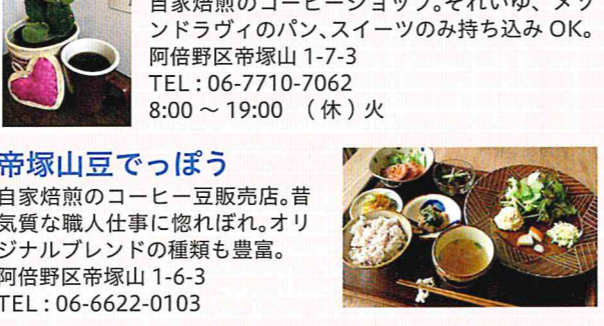 自家焙煎のコーヒーショップ。それいゆ、メゾ
ンドラヴィのパン、スイーツのみ持ち込み OK。
阿倍野区帝塚山 1-7-3
TEL : 06-7710-7062
8:00 ～ 19:00 （休）火
帝塚山豆でっぽう
自家焙煎のコーヒー豆販売店。昔
気質な職人仕事に惚れぼれ。オリ
ジナルブレンドの種類も豊富。
阿倍野区帝塚山 1-6-3
TEL : 06-6622-0103